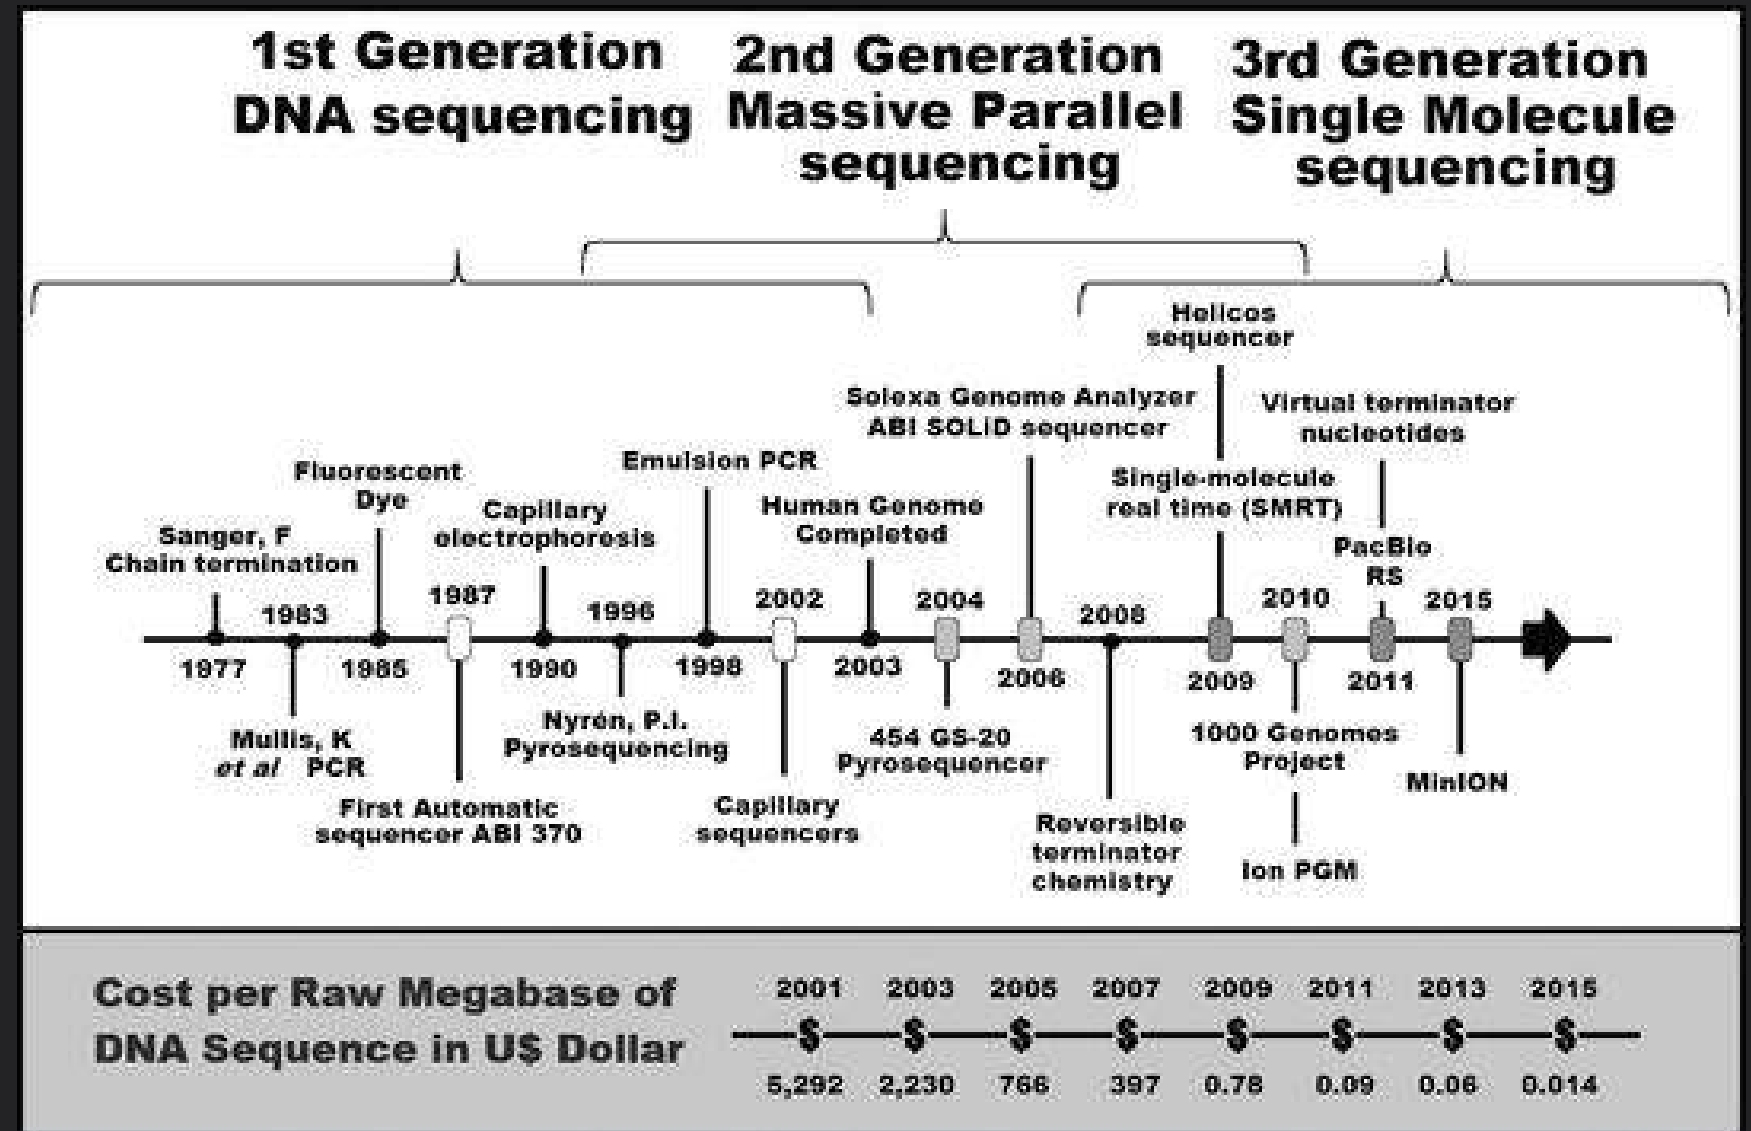 1st Generation
DNA sequencing
2nd Generation
Massive Parallel
sequencing
3rd Generation
Single Molecule
sequencing
Helicos
sequencer
Solexa Genome Analyzer
ABI SOLiD sequencer
Virtual terminator
nucleotides
Fluorescent
Dye
Emulsion PCR
Single-molecule
real time (SMRT)
Capillary
electrophoresis
Human Genome
Completed
Sanger, F
Chain termination
PacBio
RS
1983
1987
1996
2002
2004
2008
2010
2015
1977
1985
1990
1998
2003
2006
2009
2011
Mullis, K
et al PCR
Nyrén, P.I.
Pyrosequencing
454 GS-20
Pyrosequencer
1000 Genomes
Project
MinION
First Automatic
sequencer ABI 370
Capillary
sequencers
Reversible
terminator
chemistry
Ion PGM
Cost per Raw Megabase of
DNA Sequence in U$ Dollar
2001 2003 2005 2007 2009 2011 2013 2015
$ $ $ $ $ $ $ $
5,292 2,230 766 397 0.78 0.09 0.06 0.014